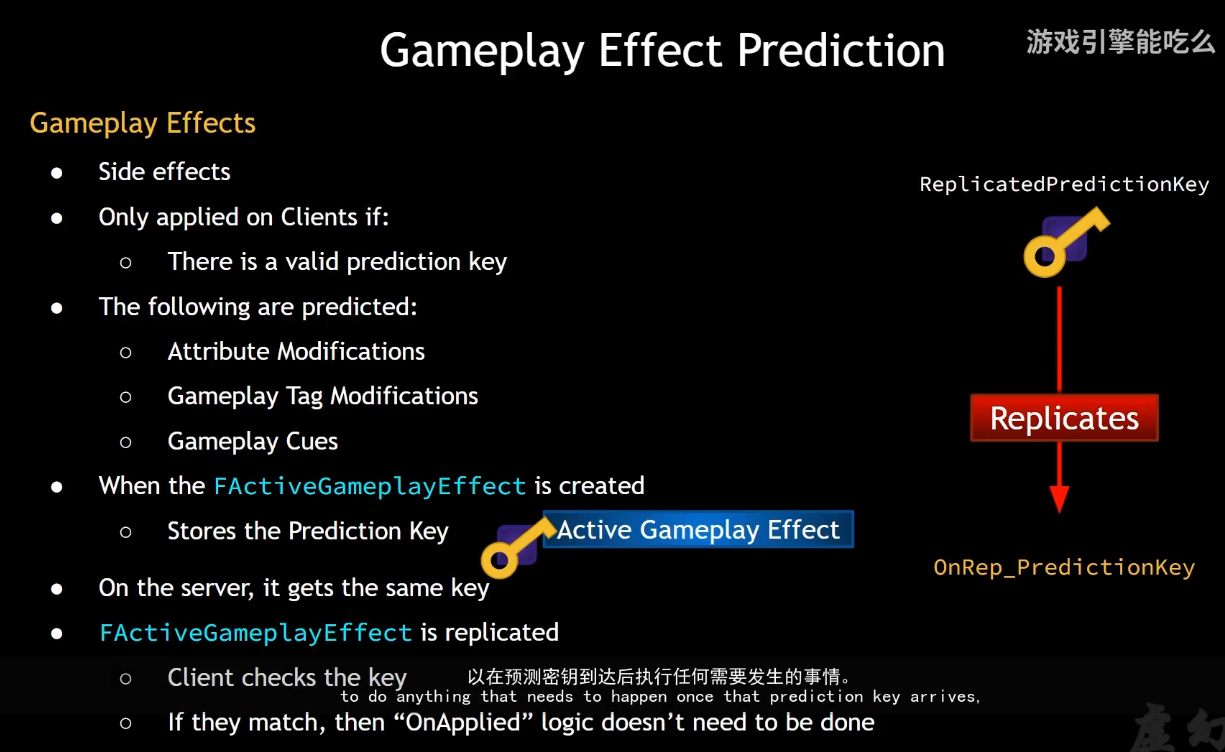 Gameplay Effect Prediction
游戏引擎能吃么
Gameplay Effects
● Side effects
● Only applied on Clients if:
○ There is a valid prediction key
● The following are predicted:
○ Attribute Modifications
○ Gameplay Tag Modifications
○ Gameplay Cues
● When the FActiveGameplayEffect is created
○ Stores the Prediction Key
Active Gameplay Effect
● On the server, it gets the same key
● FActiveGameplayEffect is replicated
○ Client checks the key
○ If they match, then “OnApplied” logic doesn’t need to be done
ReplicatedPredictionKey
Replicates
OnRep_PredictionKey
以在预测密钥到达后执行任何需要发生的事情。
to do anything that needs to happen once that prediction key arrives,
虚幻